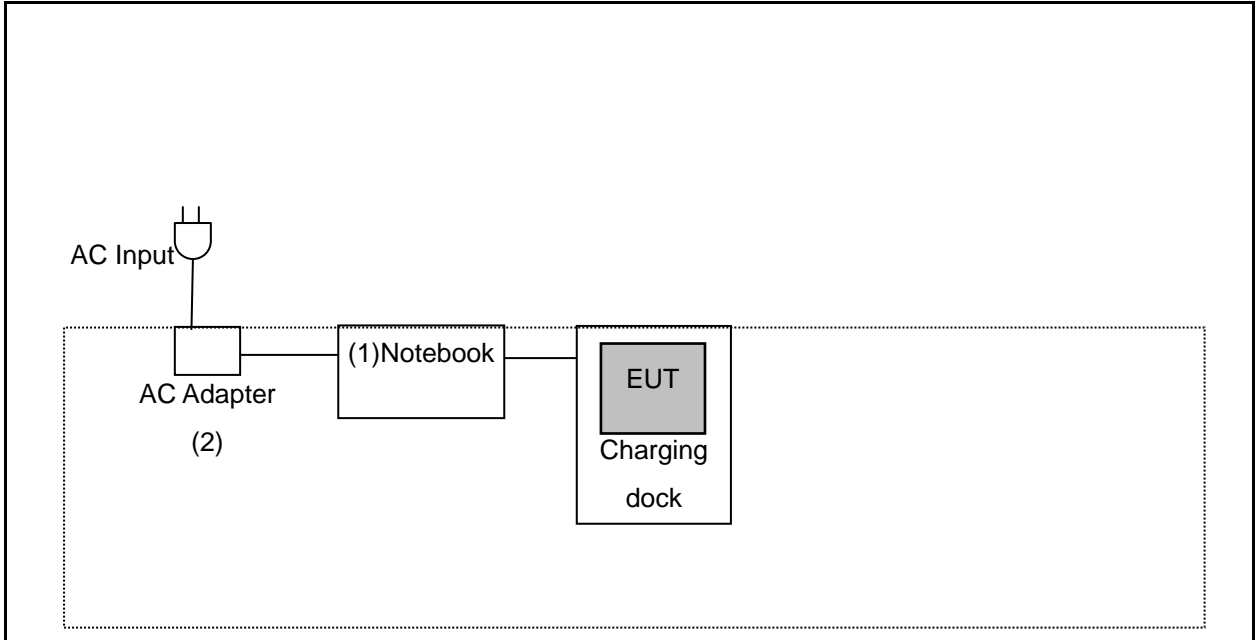 AC Input
(1)Notebook
EUT
AC Adapter
(2)
Charging
dock